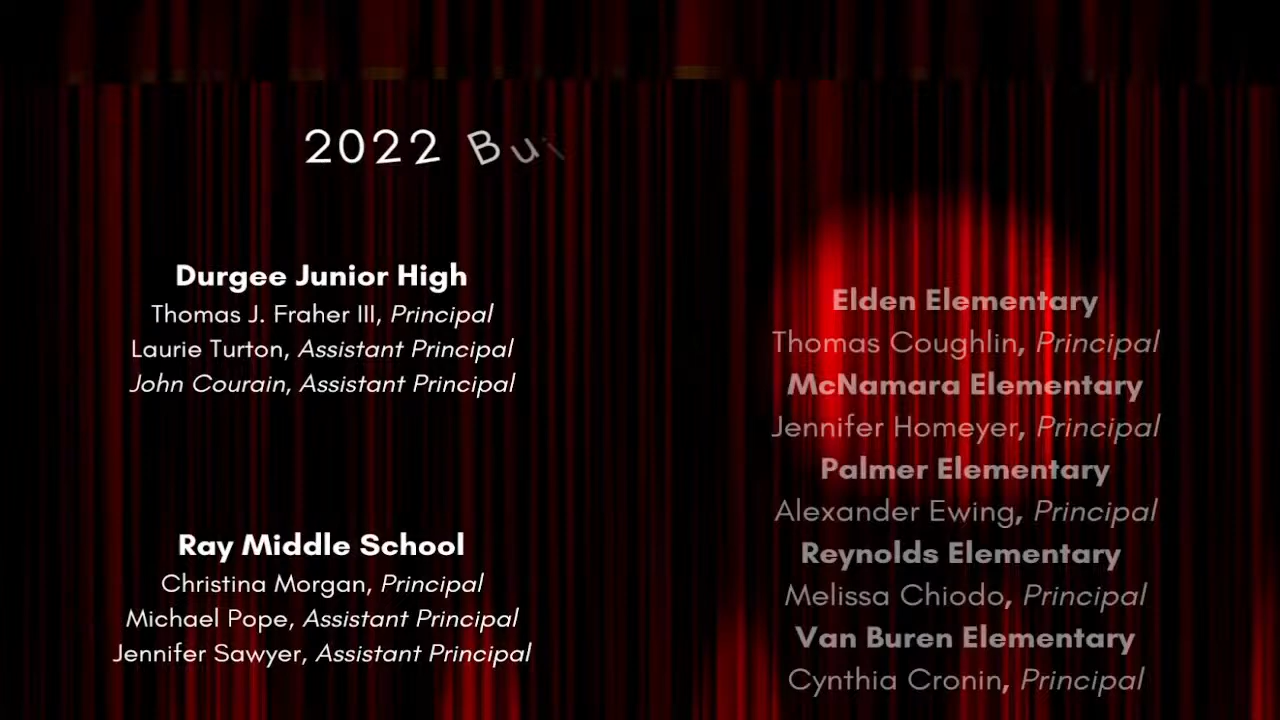 2022 Bui
Durgee Junior High
Thomas J. Fraher III, Principal
Laurie Turton, Assistant Principal
John Courain, Assistant Principal
Ray Middle School
Christina Morgan, Principal
Michael Pope, Assistant Principal
Jennifer Sawyer, Assistant Principal
Elden Elementary
Thomas Coughlin, Principal
McNamara Elementary
Jennifer Homeyer, Principal
Palmer Elementary
Alexander Ewing, Principal
Reynolds Elementary
Melissa Chiodo, Principal
Van Buren Elementary
Cynthia Cronin, Principal